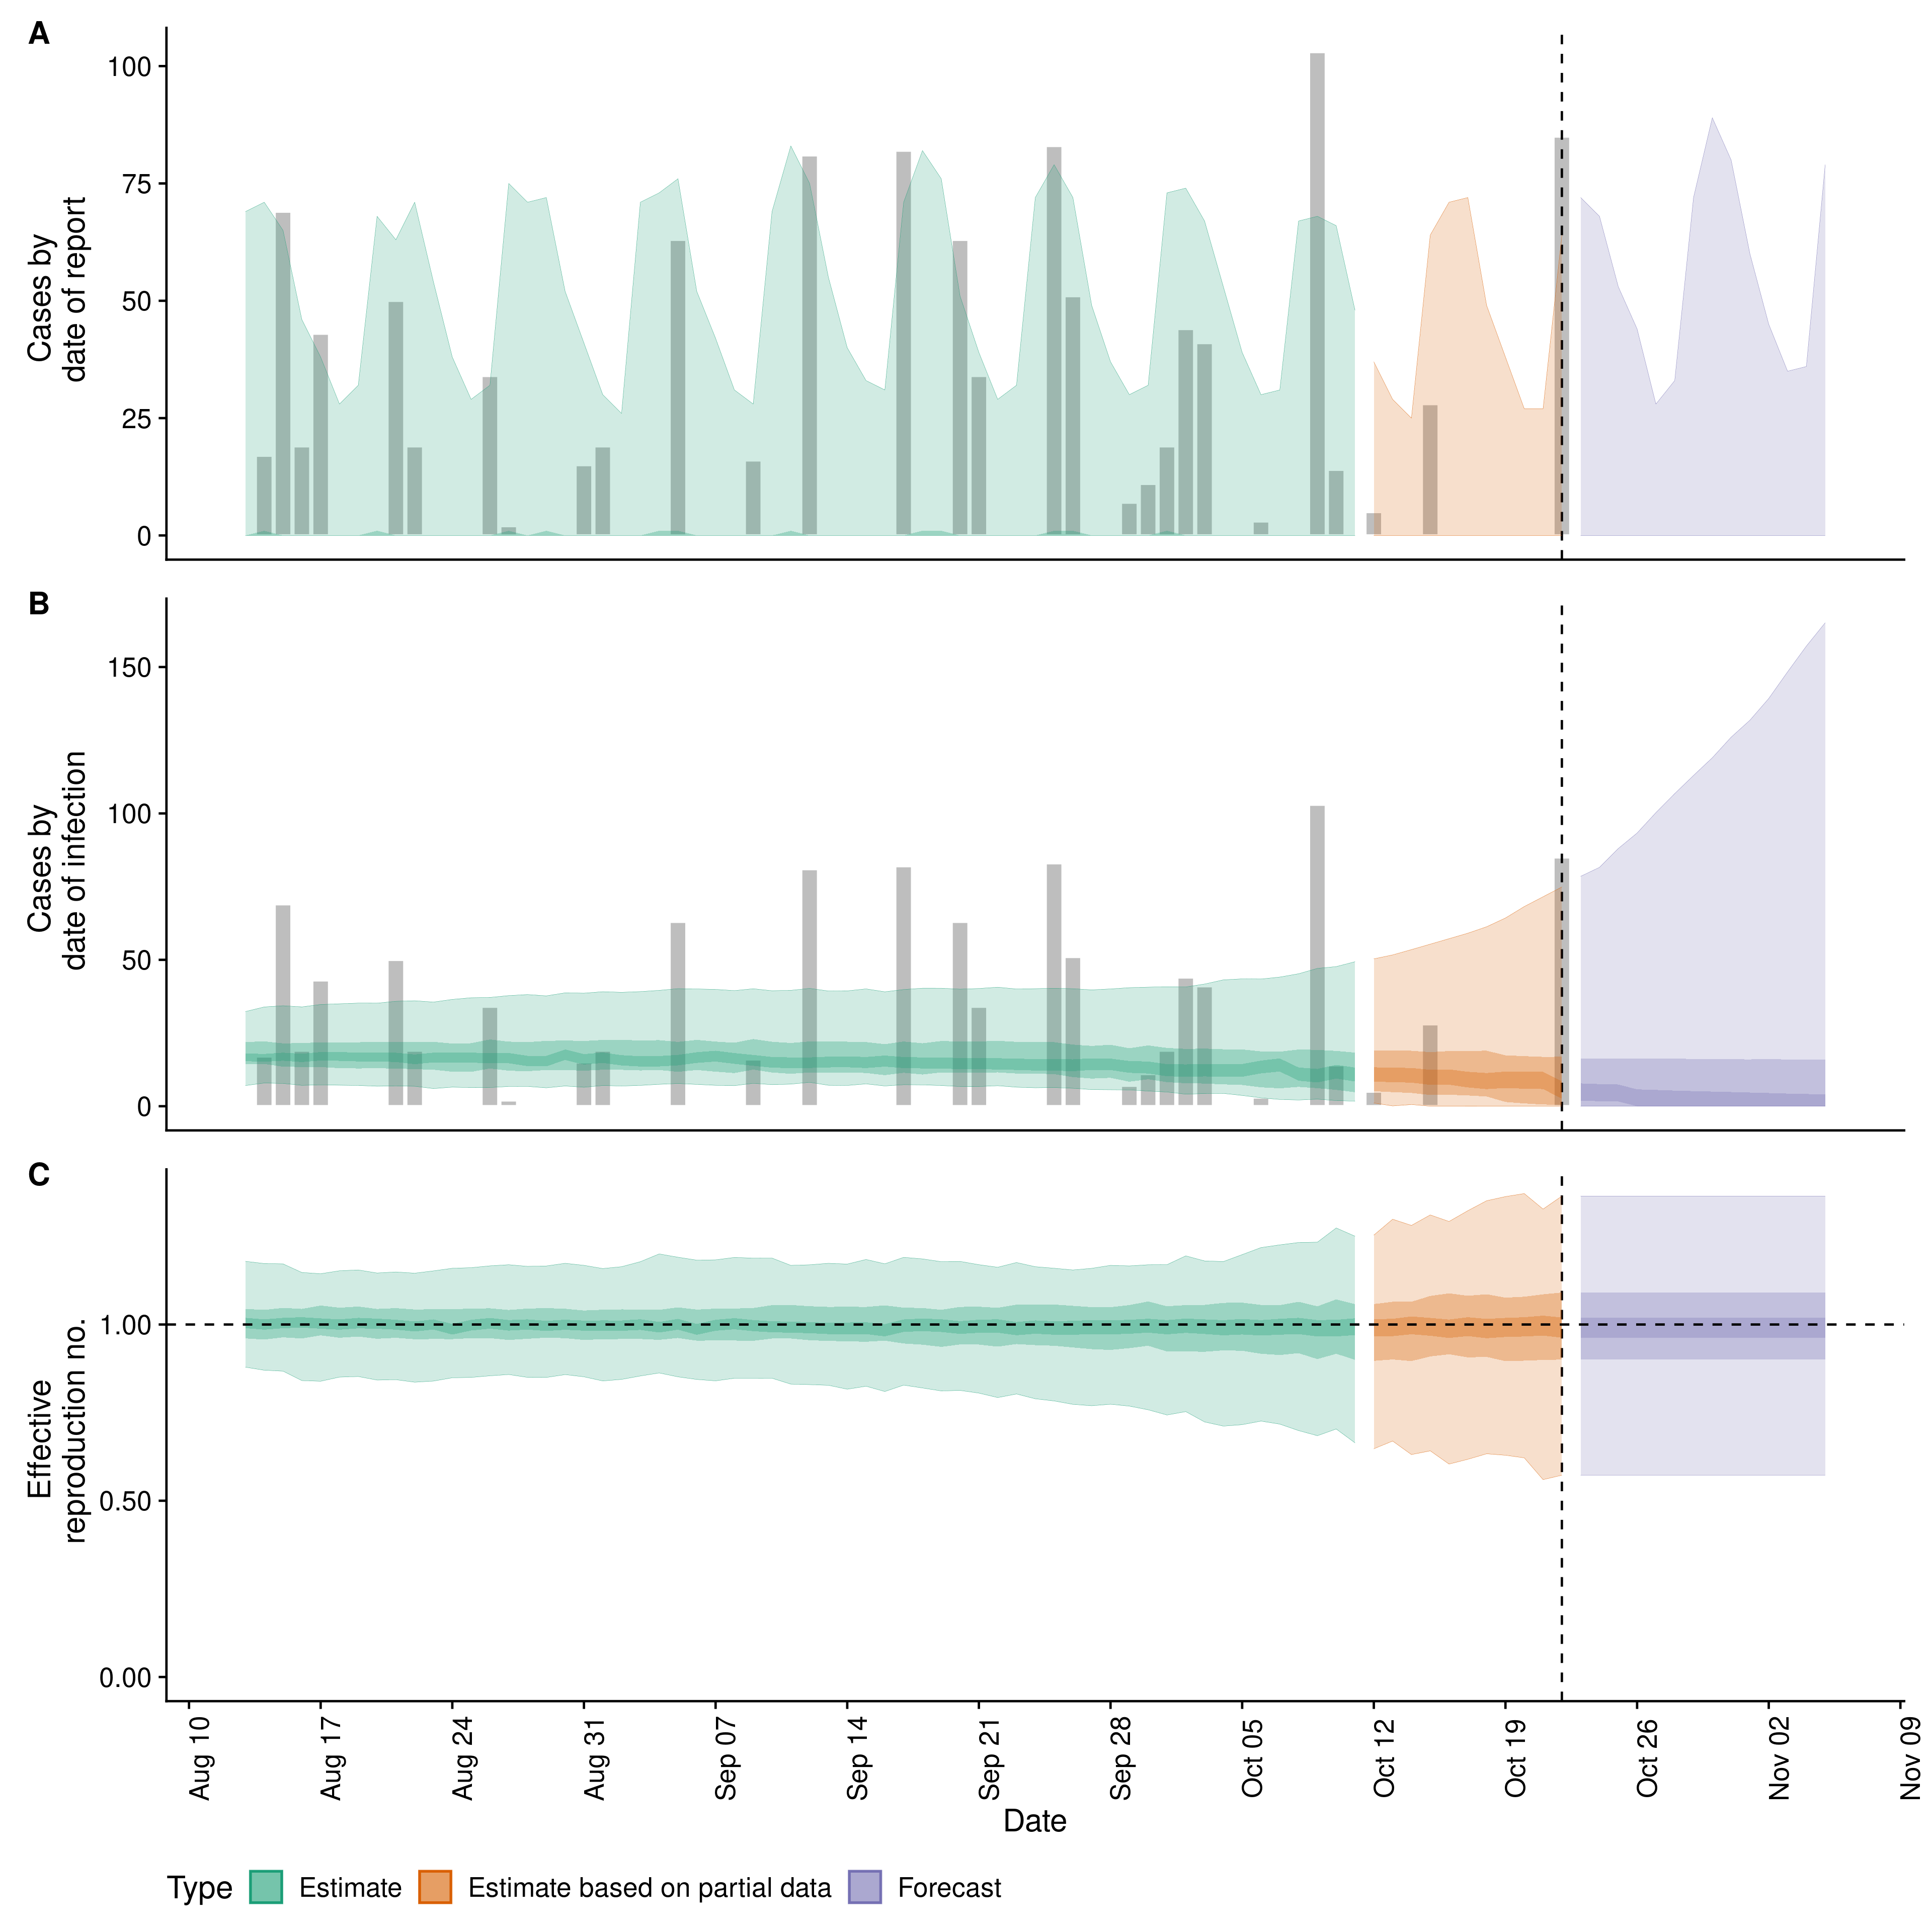 A
100
75
50
25
0
Cases by
date of report
B
150
100
50
0
Cases by
date of infection
C
1.00
0.50
0.00
Effective
reproduction no.
Aug 10
Aug 17
Aug 24
Aug 31
Sep 07
Sep 14
Sep 21
Sep 28
Oct 05
Oct 12
Oct 19
Oct 26
Nov 02
Nov 09
Date
Type Estimate Estimate based on partial data Forecast